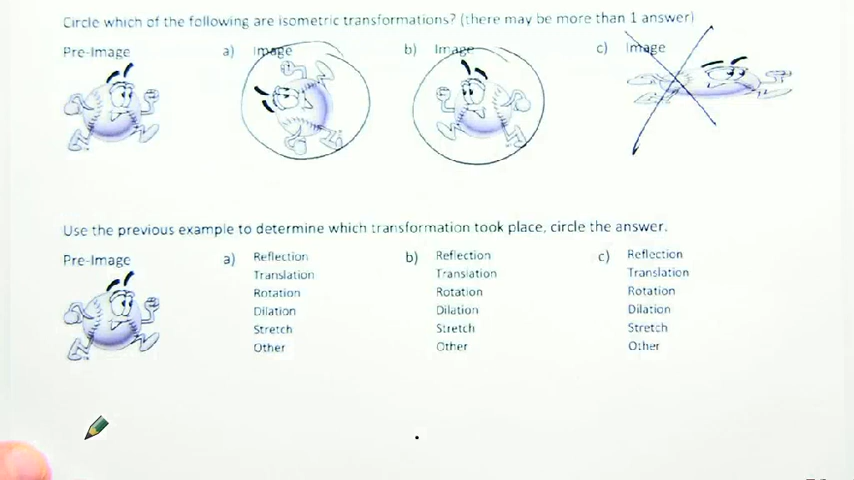 Circle which of the following are isometric transformations? (there may be more than 1 answer)
Pre-Image a) Image b) Image c) Image
Use the previous example to determine which transformation took place, circle the answer.
Pre-Image a) Reflection b) Reflection c) Reflection
Translation Translation Translation
Rotation Rotation Rotation
Dilation Dilation Dilation
Stretch Stretch Stretch
Other Other Other